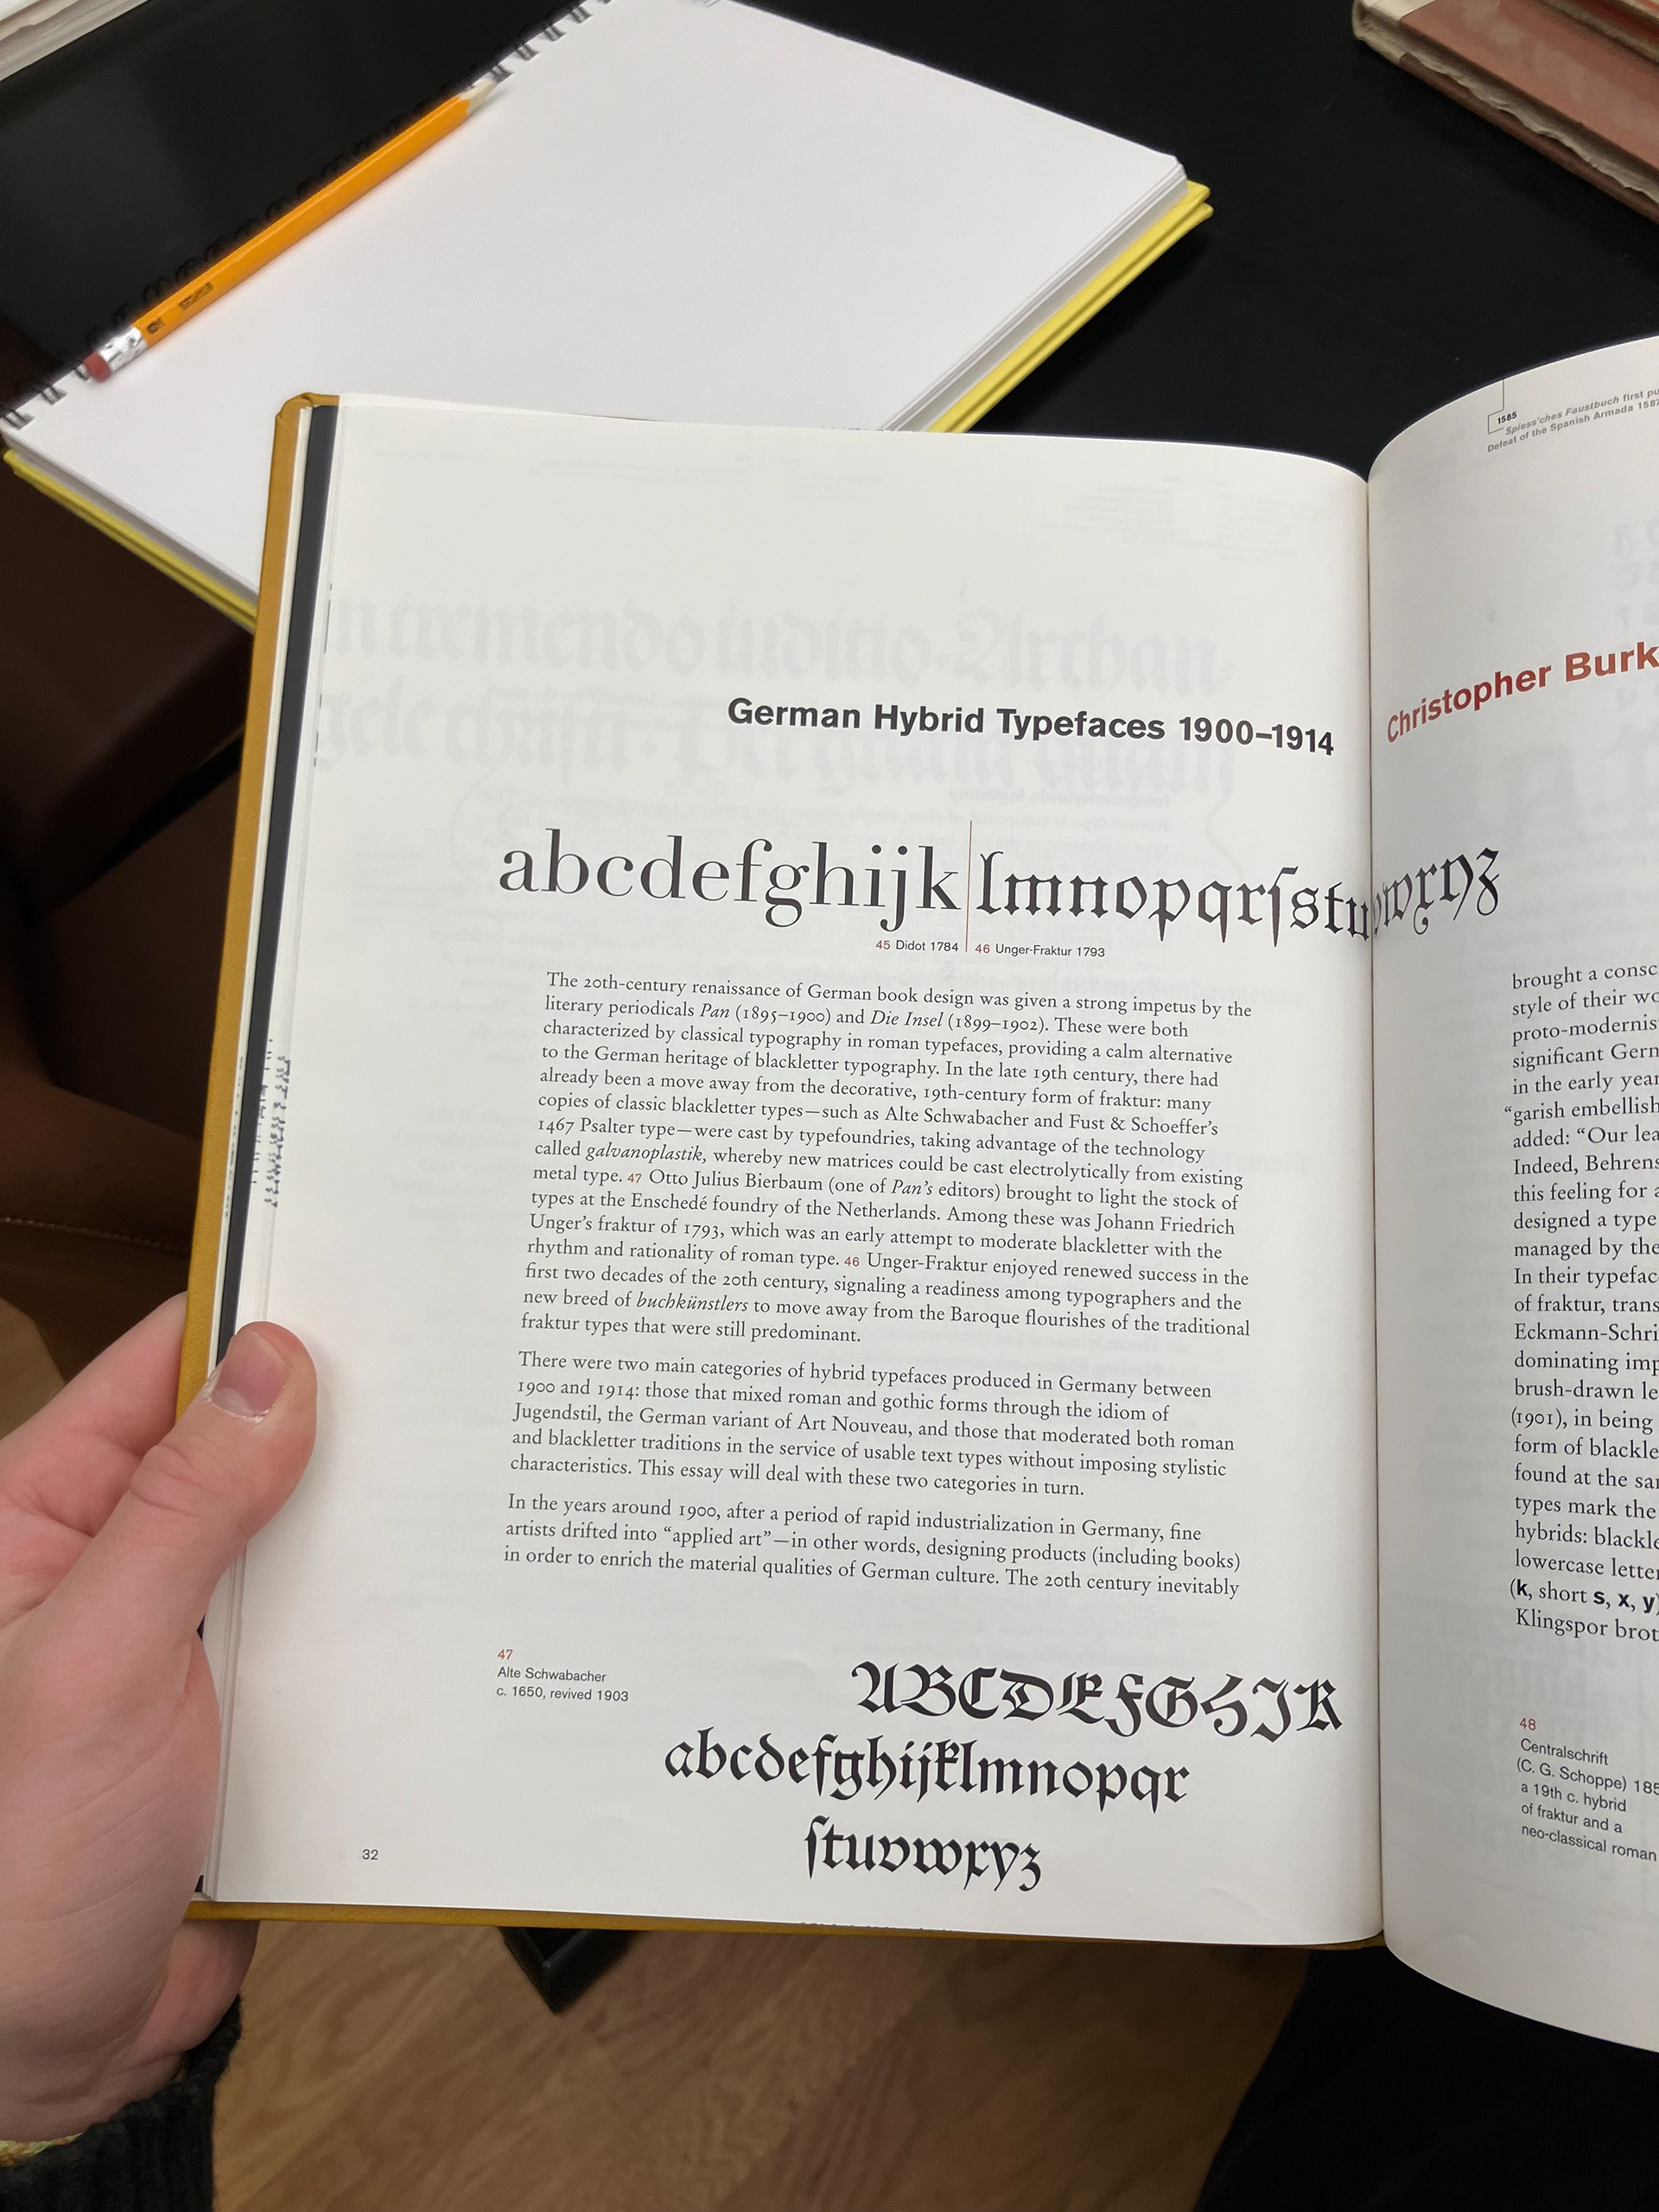 German Hybrid Typefaces 1900–1914
abcdefghijk lmnopqrſstuvwxyz
45 Didot 1784 46 Unger-Fraktur 1793
The 20th-century renaissance of German book design was given a strong impetus by the
literary periodicals Pan (1895–1900) and Die Insel (1899–1902). These were both
characterized by classical typography in roman typefaces, providing a calm alternative
to the German heritage of blackletter typography. In the late 19th century, there had
already been a move away from the decorative, 19th-century form of fraktur: many
copies of classic blackletter types—such as Alte Schwabacher and Fust & Schoeffer’s
1467 Psalter type—were cast by typefoundries, taking advantage of the technology
called galvanoplastik, whereby new matrices could be cast electrolytically from existing
metal type. 47 Otto Julius Bierbaum (one of Pan’s editors) brought to light the stock of
types at the Enschedé foundry of the Netherlands. Among these was Johann Friedrich
Unger’s fraktur of 1793, which was an early attempt to moderate blackletter with the
rhythm and rationality of roman type. 46 Unger-Fraktur enjoyed renewed success in the
first two decades of the 20th century, signaling a readiness among typographers and the
new breed of buchkünstlers to move away from the Baroque flourishes of the traditional
fraktur types that were still predominant.
There were two main categories of hybrid typefaces produced in Germany between
1900 and 1914: those that mixed roman and gothic forms through the idiom of
Jugendstil, the German variant of Art Nouveau, and those that moderated both roman
and blackletter traditions in the service of usable text types without imposing stylistic
characteristics. This essay will deal with these two categories in turn.
In the years around 1900, after a period of rapid industrialization in Germany, fine
artists drifted into “applied art”—in other words, designing products (including books)
in order to enrich the material qualities of German culture. The 20th century inevitably
47
Alte Schwabacher
c. 1650, revived 1903
ABCDEFGHIK
abcdefghijklmnopqr
ſtuvwxyz
32
1585
Spiess’ches Faustbuch first
Defeat of the Spanish Armada
Christopher Burk
brought a
style of their
proto-modernis
significant Germ
in the early
“garish embellish
added: “Our
Indeed, Behrens
this feeling for
designed a type
managed by the
In their
of fraktur,
Eckmann-Schri
dominating
brush-drawn
(1901), in being
form of
found at the
types mark the
hybrids:
lowercase
(k, short s, x, y)
Klingspor
48
Centralschrift
(C. G. Schoppe)
a 19th c. hybrid
of fraktur and a
neo-classical roman